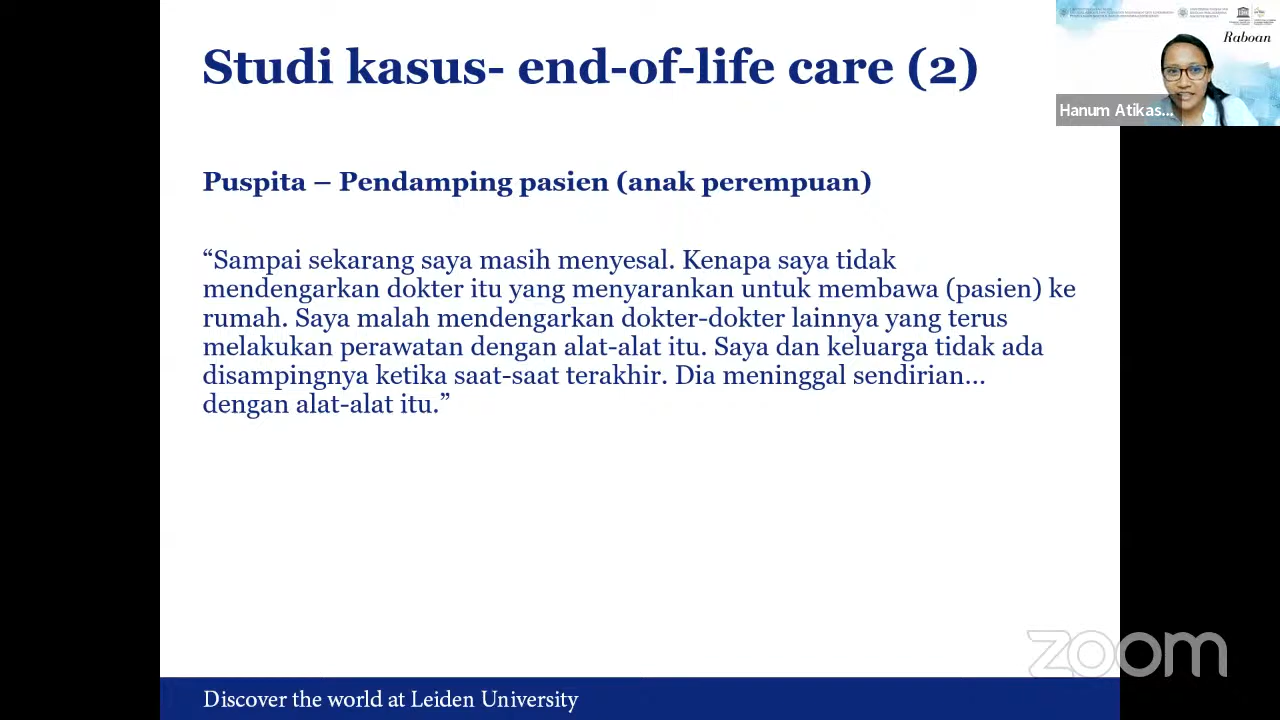 Studi kasus- end-of-life care (2)
Raboan
Hanum Atikas...
Puspita – Pendamping pasien (anak perempuan)
“Sampai sekarang saya masih menyesal. Kenapa saya tidak
mendengarkan dokter itu yang menyarankan untuk membawa (pasien) ke
rumah. Saya malah mendengarkan dokter-dokter lainnya yang terus
melakukan perawatan dengan alat-alat itu. Saya dan keluarga tidak ada
disampingnya ketika saat-saat terakhir. Dia meninggal sendirian…
dengan alat-alat itu.”
zoom
Discover the world at Leiden University